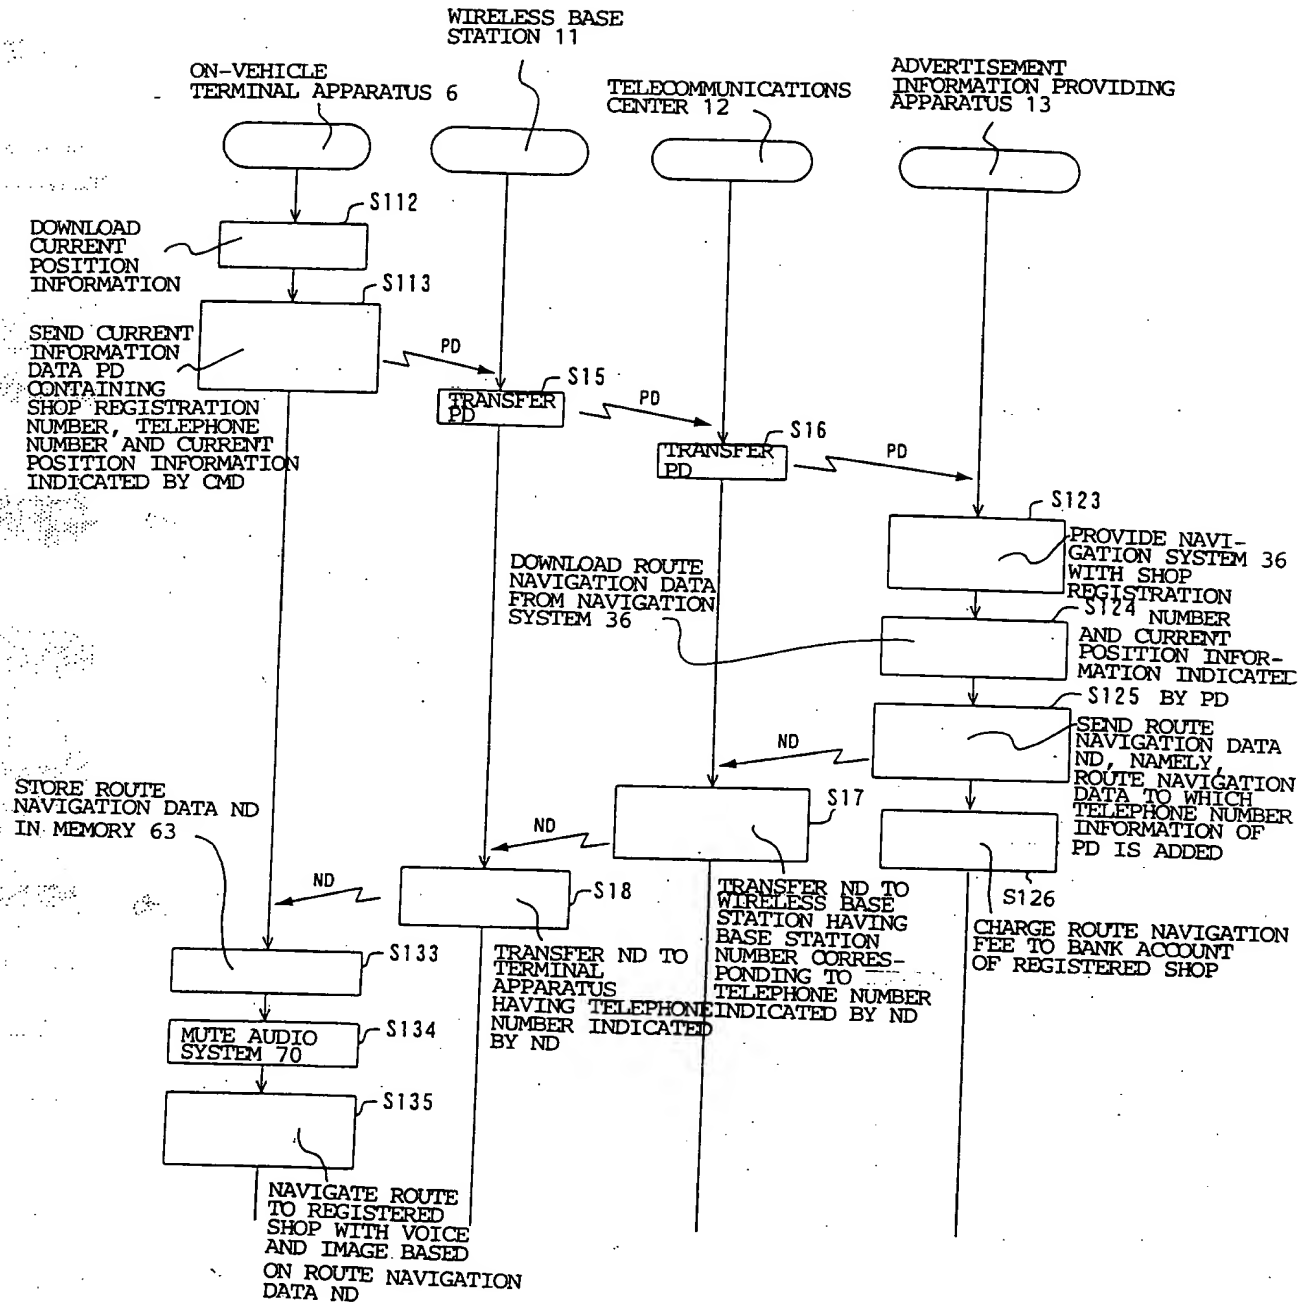 WIRELESS BASE
STATION 11
ON-VEHICLE
TERMINAL APPARATUS 6
TELECOMMUNICATIONS
CENTER 12
ADVERTISEMENT
INFORMATION PROVIDING
APPARATUS 13
S112
DOWNLOAD
CURRENT
POSITION
INFORMATION
S113
SEND CURRENT
INFORMATION
DATA PD
CONTAINING
SHOP REGISTRATION
NUMBER, TELEPHONE
NUMBER AND CURRENT
POSITION INFORMATION
INDICATED BY CMD
PD
S15
TRANSFER
PD
PD
S16
TRANSFER
PD
PD
S123
PROVIDE NAVI-
GATION SYSTEM 36
WITH SHOP
REGISTRATION
NUMBER
AND CURRENT
POSITION INFOR-
MATION INDICATED
BY PD
S124
DOWNLOAD ROUTE
NAVIGATION DATA
FROM NAVIGATION
SYSTEM 36
S125
SEND ROUTE
NAVIGATION DATA
ND, NAMELY,
ROUTE NAVIGATION
DATA TO WHICH
TELEPHONE NUMBER
INFORMATION OF
PD IS ADDED
ND
S126
CHARGE ROUTE NAVIGATION
FEE TO BANK ACCOUNT
OF REGISTERED SHOP
S17
TRANSFER ND TO
WIRELESS BASE
STATION HAVING
BASE STATION
NUMBER CORRES-
PONDING TO
TELEPHONE NUMBER
INDICATED BY ND
ND
S18
TRANSFER ND TO
TERMINAL
APPARATUS
HAVING TELEPHONE
NUMBER INDICATED
BY ND
ND
STORE ROUTE
NAVIGATION DATA ND
IN MEMORY 63
S133
S134
MUTE AUDIO
SYSTEM 70
S135
NAVIGATE ROUTE
TO REGISTERED
SHOP WITH VOICE
AND IMAGE BASED
ON ROUTE NAVIGATION
DATA ND